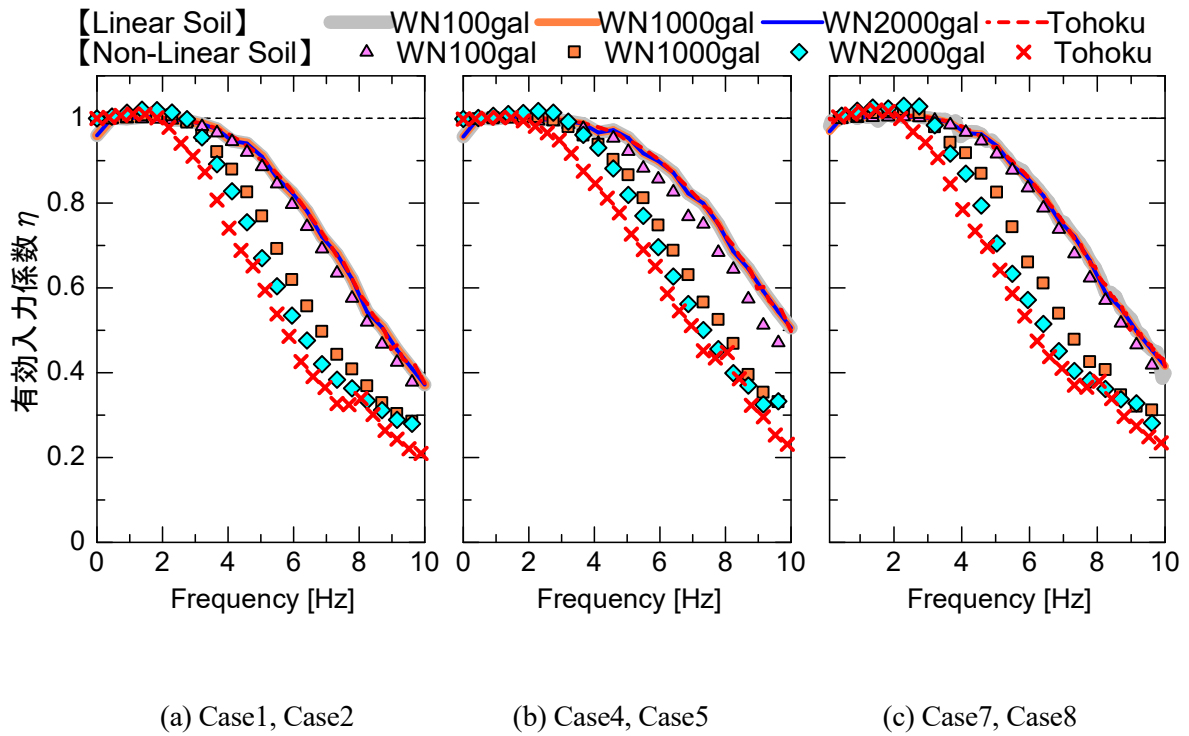 【Linear Soil】 WN100gal WN1000gal WN2000gal Tohoku
【Non-Linear Soil】 WN100gal WN1000gal WN2000gal Tohoku
有効入力係数 η
1
0.8
0.6
0.4
0.2
0
0 2 4 6 8 10 0 2 4 6 8 10 2 4 6 8 10
Frequency [Hz] Frequency [Hz] Frequency [Hz]
(a) Case1, Case2 (b) Case4, Case5 (c) Case7, Case8